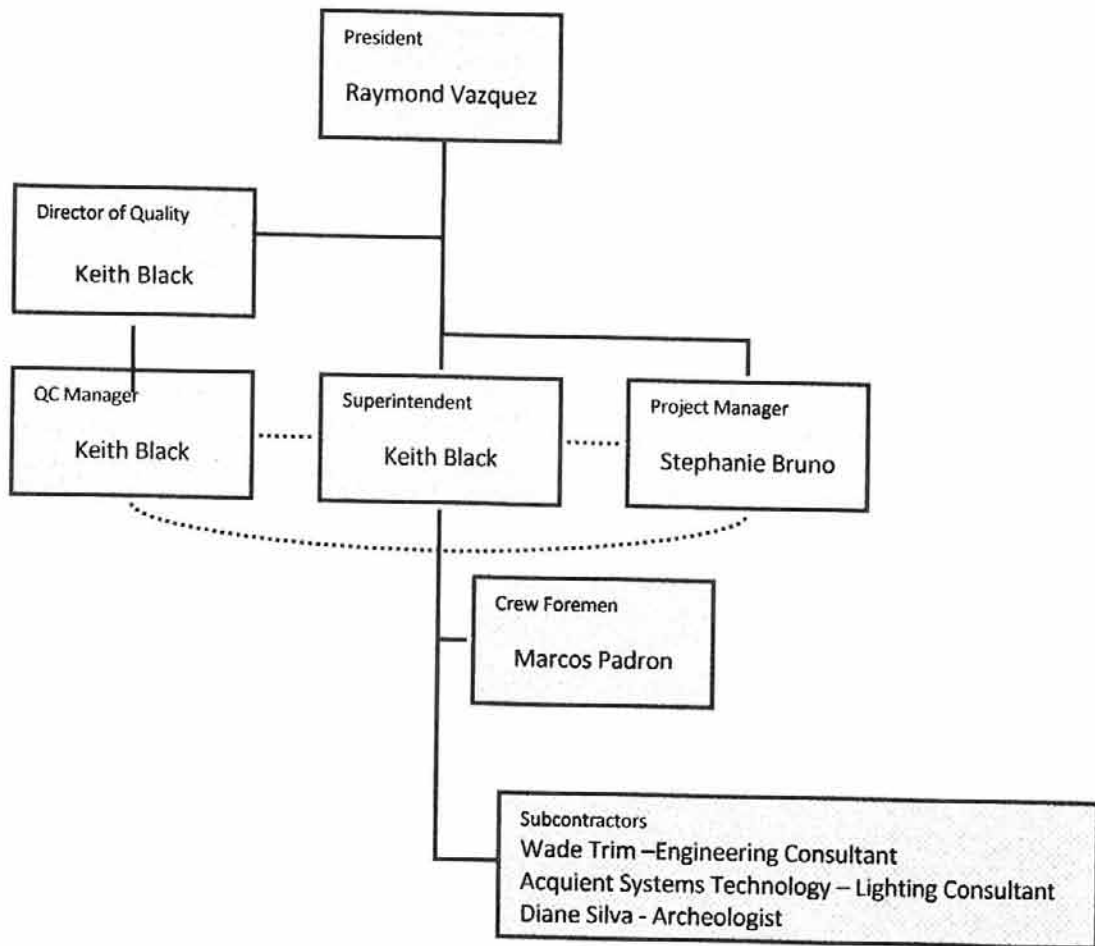 President
Raymond Vazquez
Director of Quality
Keith Black
QC Manager
Keith Black
Superintendent
Keith Black
Project Manager
Stephanie Bruno
Crew Foremen
Marcos Padron
Subcontractors
Wade Trim –Engineering Consultant
Acquient Systems Technology – Lighting Consultant
Diane Silva - Archeologist